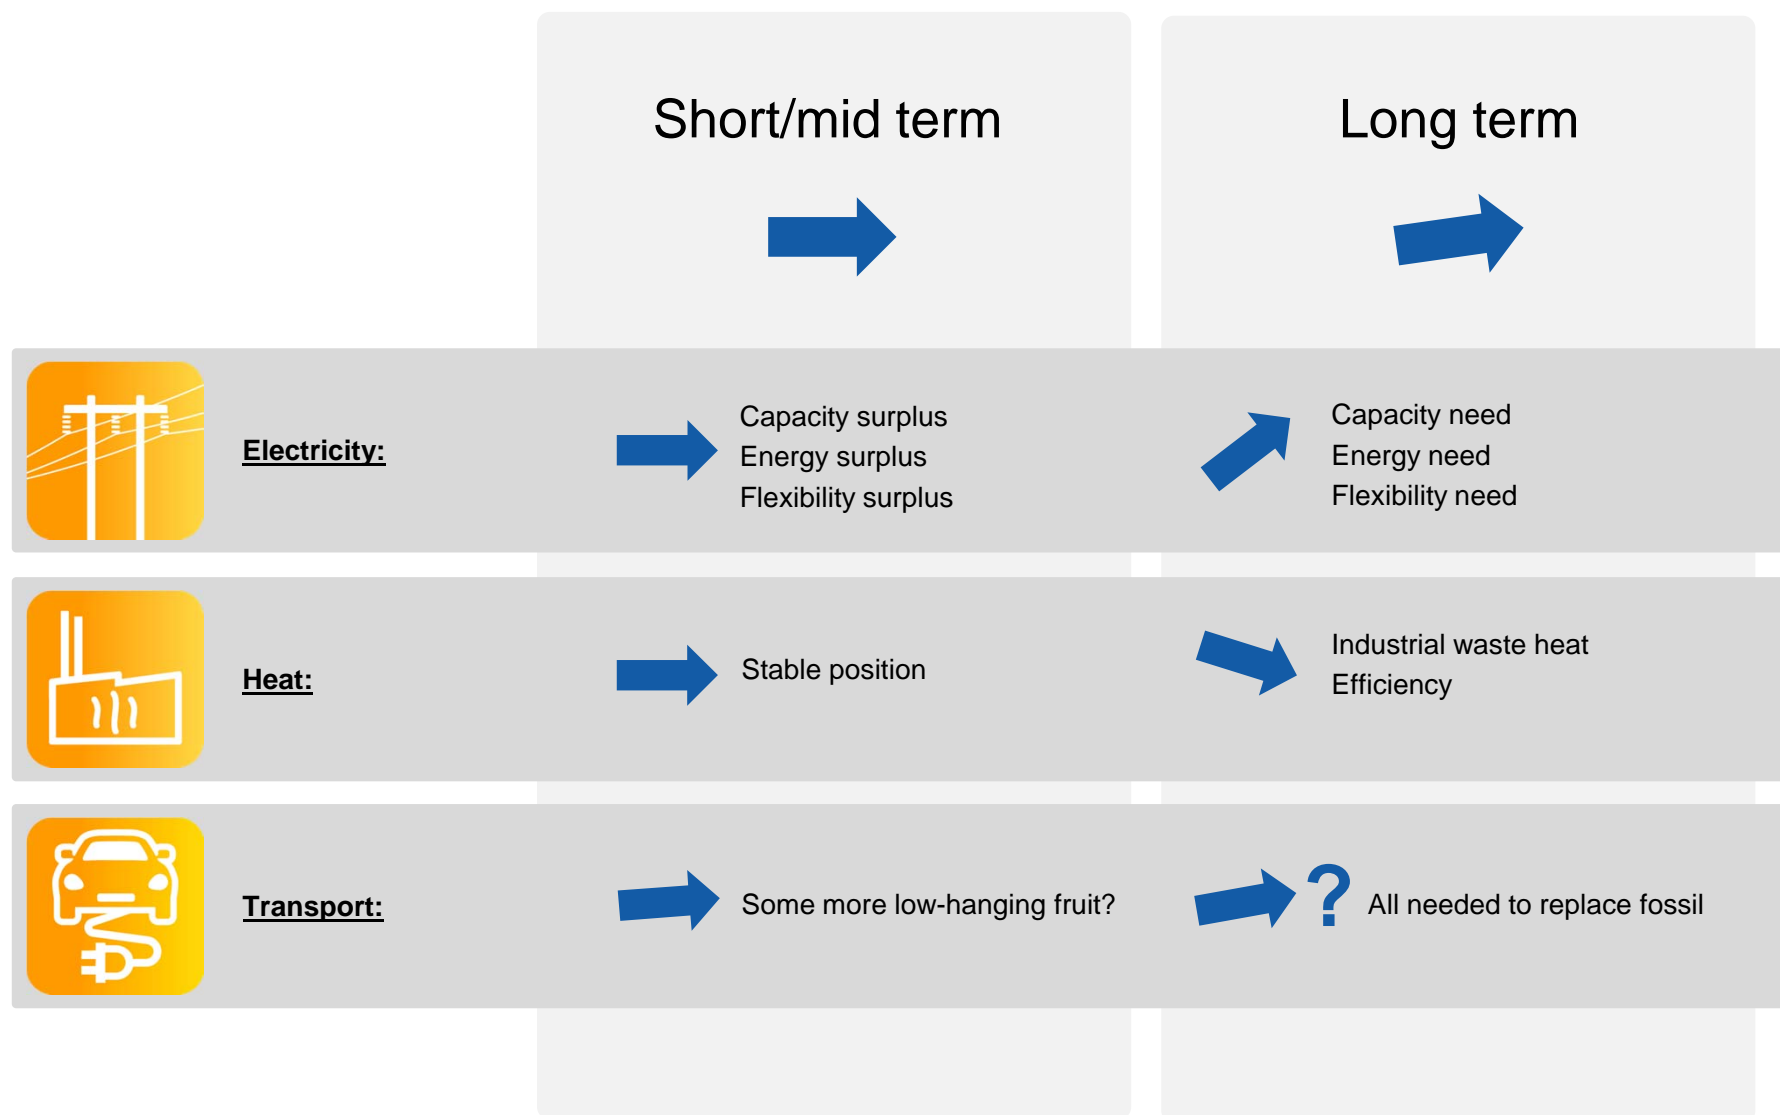 Short/mid term
Long term
Electricity:
Capacity surplus
Energy surplus
Flexibility surplus
Capacity need
Energy need
Flexibility need
Heat:
Stable position
Industrial waste heat
Efficiency
Transport:
Some more low-hanging fruit?
? All needed to replace fossil